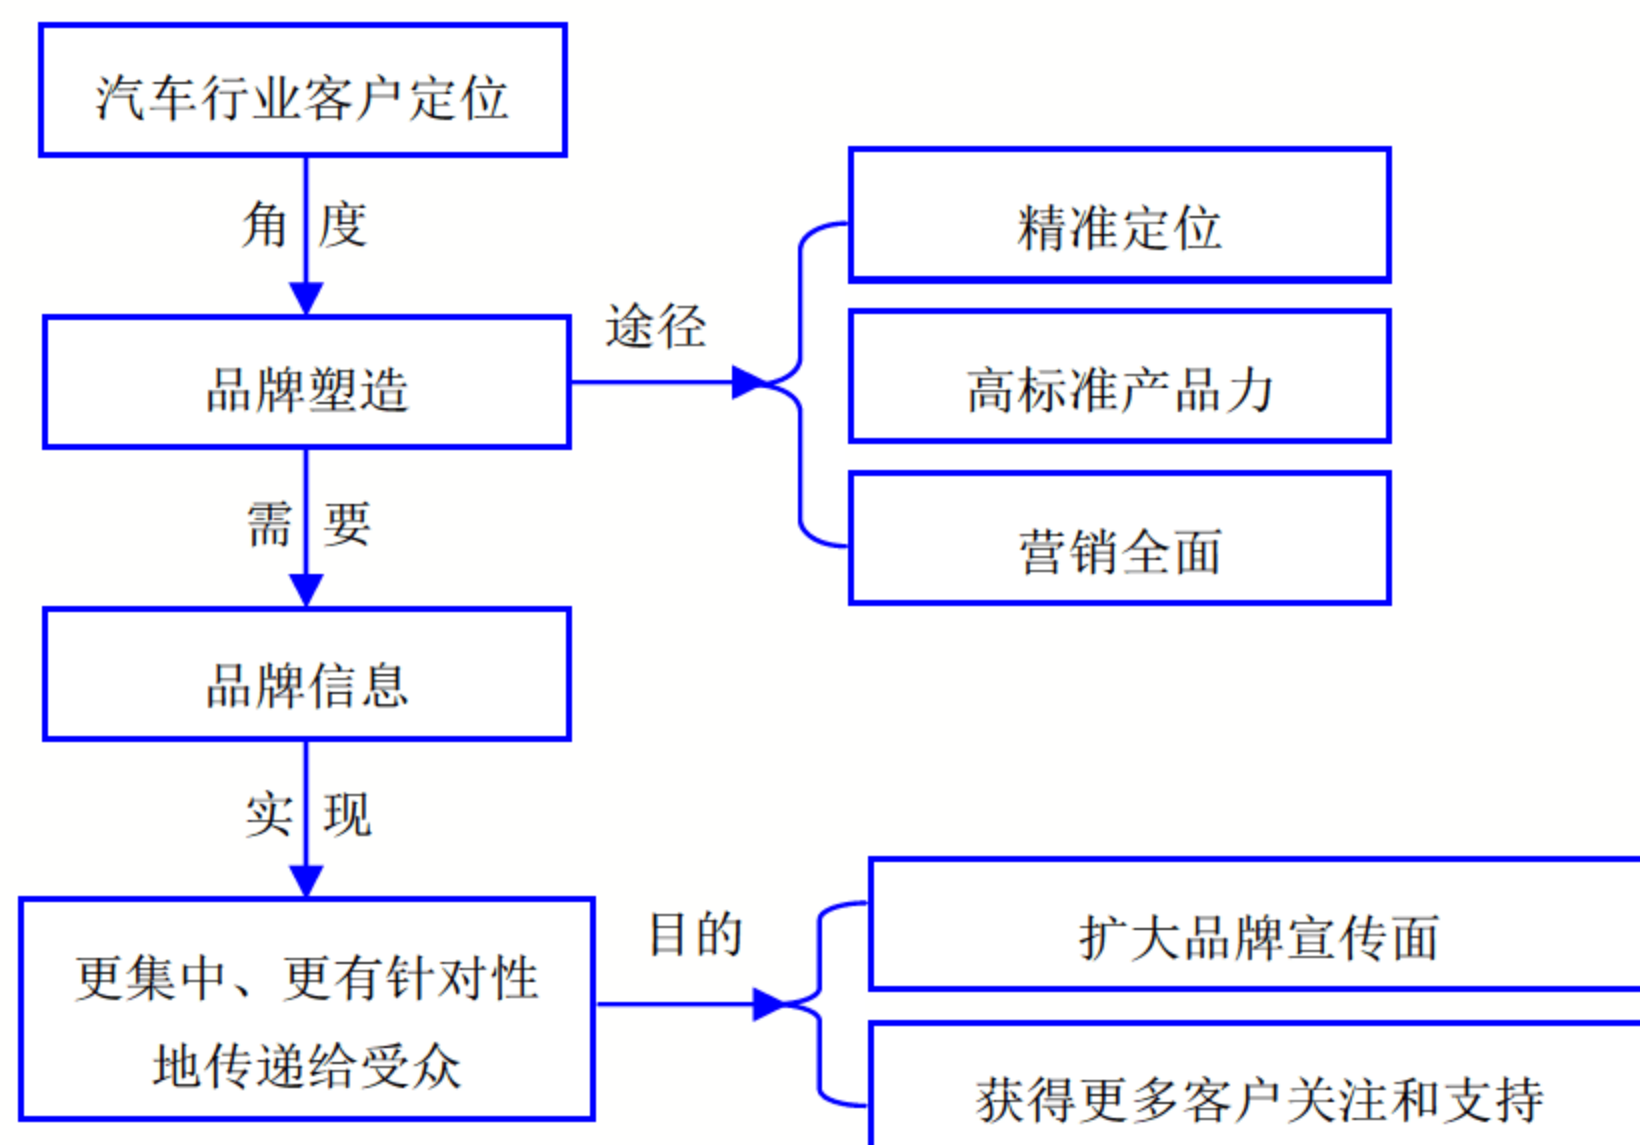 汽车行业客户定位
角 度
品牌塑造
途径
精准定位
高标准产品力
营销全面
需 要
品牌信息
实 现
更集中、更有针对性
地传递给受众
目的
扩大品牌宣传面
获得更多客户关注和支持